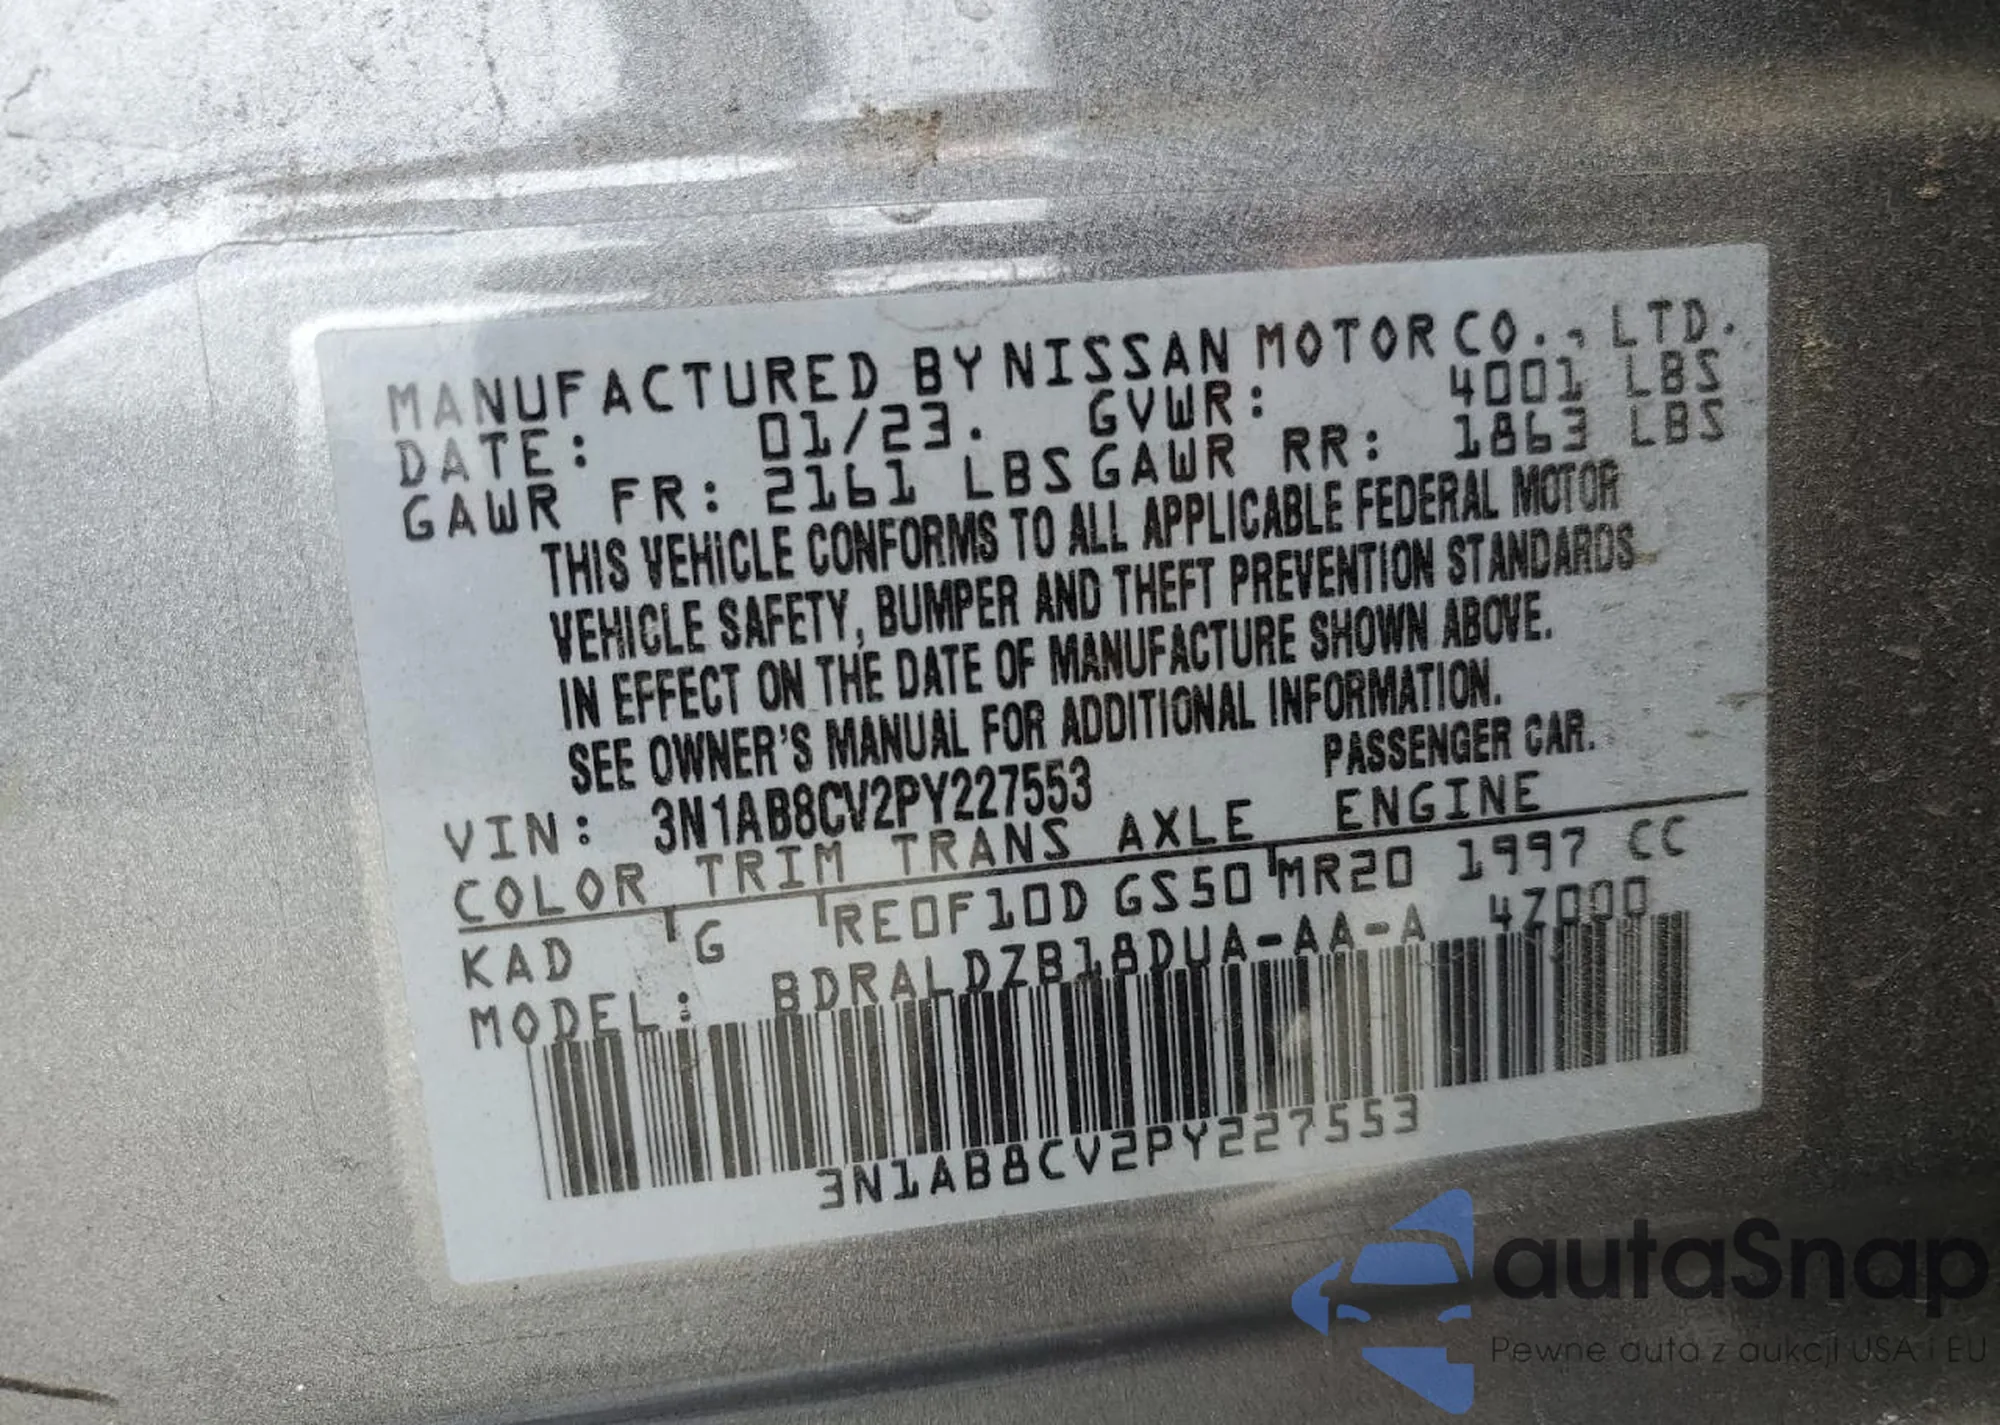 MANUFACTURED BY NISSAN MOTOR CO., LTD.
DATE: 01/23. GVWR: 4001 LBS
GAWR FR: 2161 LBS GAWR RR: 1863 LBS
THIS VEHICLE CONFORMS TO ALL APPLICABLE FEDERAL MOTOR
VEHICLE SAFETY, BUMPER AND THEFT PREVENTION STANDARDS
IN EFFECT ON THE DATE OF MANUFACTURE SHOWN ABOVE.
SEE OWNER'S MANUAL FOR ADDITIONAL INFORMATION.
VIN: 3N1AB8CV2PY227553 PASSENGER CAR.
COLOR TRIM TRANS AXLE ENGINE
KAD G RE0F10D GS50 MR20 1997 CC
MODEL: BDRALDZB18DUA-AA-A 4Z000
3N1AB8CV2PY227553
autaSnap
Pewne auta z aukcji USA i EU